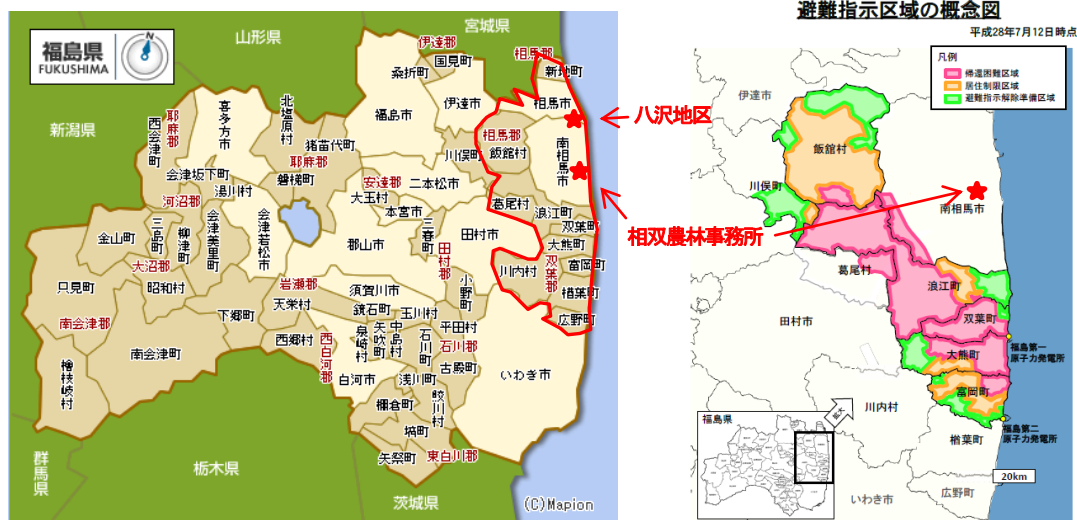 福島県
FUKUSHIMA
山形県
宮城県
新潟県
群馬県
栃木県
茨城県
伊達郡
国見町
桑折町
相馬郡
新地町
相馬市
伊達市
福島市
北塩原村
喜多方市
耶麻郡
西会津町
猪苗代町
耶麻郡
磐梯町
川俣町
相馬郡
飯館村
南相馬市
会津坂下町
湯川村
河沼郡
安達郡
大玉村
二本松市
本宮市
葛尾村
浪江町
双葉町
大熊町
富岡町
双葉郡
楢葉町
川内村
広野町
三島町
金山町
柳津町
会津美里町
会津若松市
郡山市
三春町
田村市
田村郡
小野町
大沼郡
昭和村
只見町
岩瀬郡
天栄村
須賀川市
鏡石町
玉川村
下郷町
南会津郡
南会津町
檜枝岐村
西郷村
西白河郡
泉崎村
矢吹町
中島村
石川町
平田村
石川郡
古殿町
白河市
浅川町
鮫川村
棚倉町
塙町
矢祭町
東白川郡
いわき市
(C)Mapion
八沢地区
相双農林事務所
避難指示区域の概念図
平成28年7月12日時点
凡例
帰還困難区域
居住制限区域
避難指示解除準備区域
伊達市
飯館村
川俣町
南相馬市
葛尾村
浪江町
田村市
双葉町
大熊町
福島第一
原子力発電所
富岡町
川内村
福島第二
原子力発電所
楢葉町
福島県
拡大
20km
いわき市
広野町